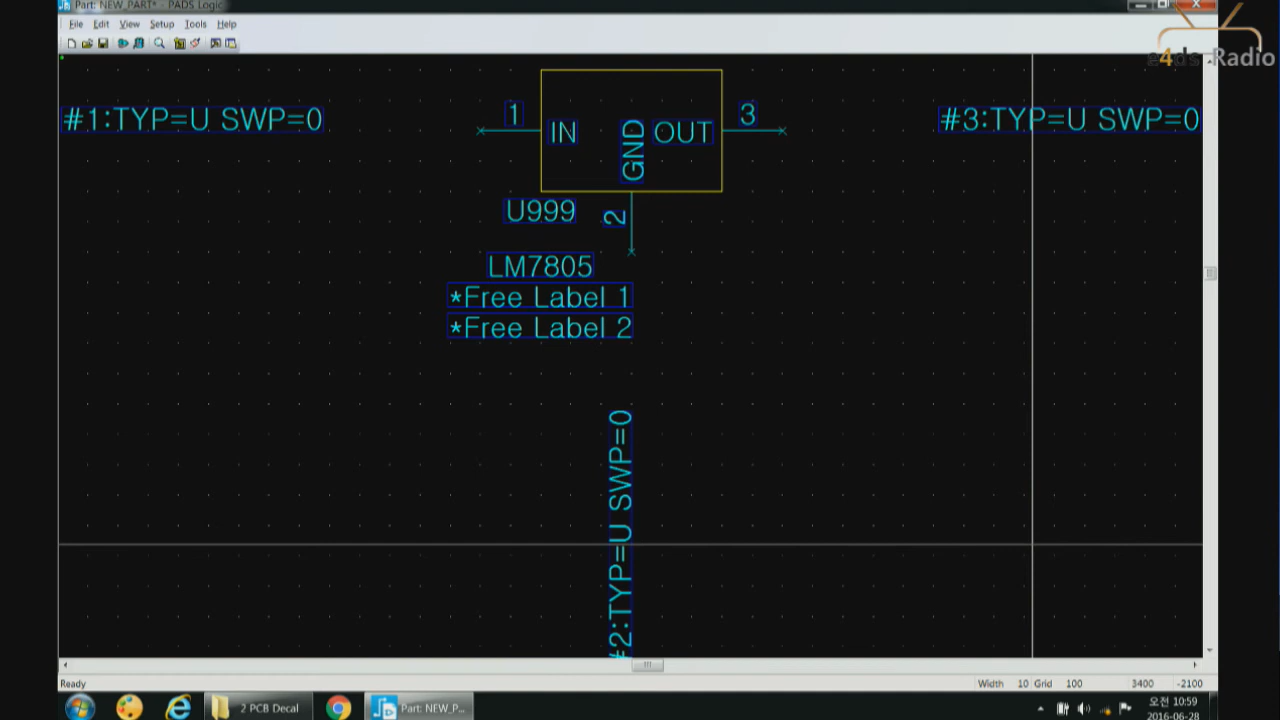 Part: NEW_PART* - PADS Logic
File Edit View Setup Tools Help
e4ds Radio
#1:TYP=U SWP=0
1
IN
GND
OUT
3
#3:TYP=U SWP=0
U999
2
LM7805
*Free Label 1
*Free Label 2
#2:TYP=U SWP=0
Ready
Width 10 Grid 100 3400 -2100
2 PCB Decal
Part: NEW_P...
오전 10:59
2016-06-28